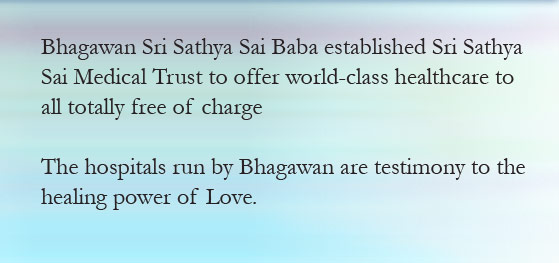 Bhagawan Sri Sathya Sai Baba established Sri Sathya
Sai Medical Trust to offer world-class healthcare to
all totally free of charge
The hospitals run by Bhagawan are testimony to the
healing power of Love.